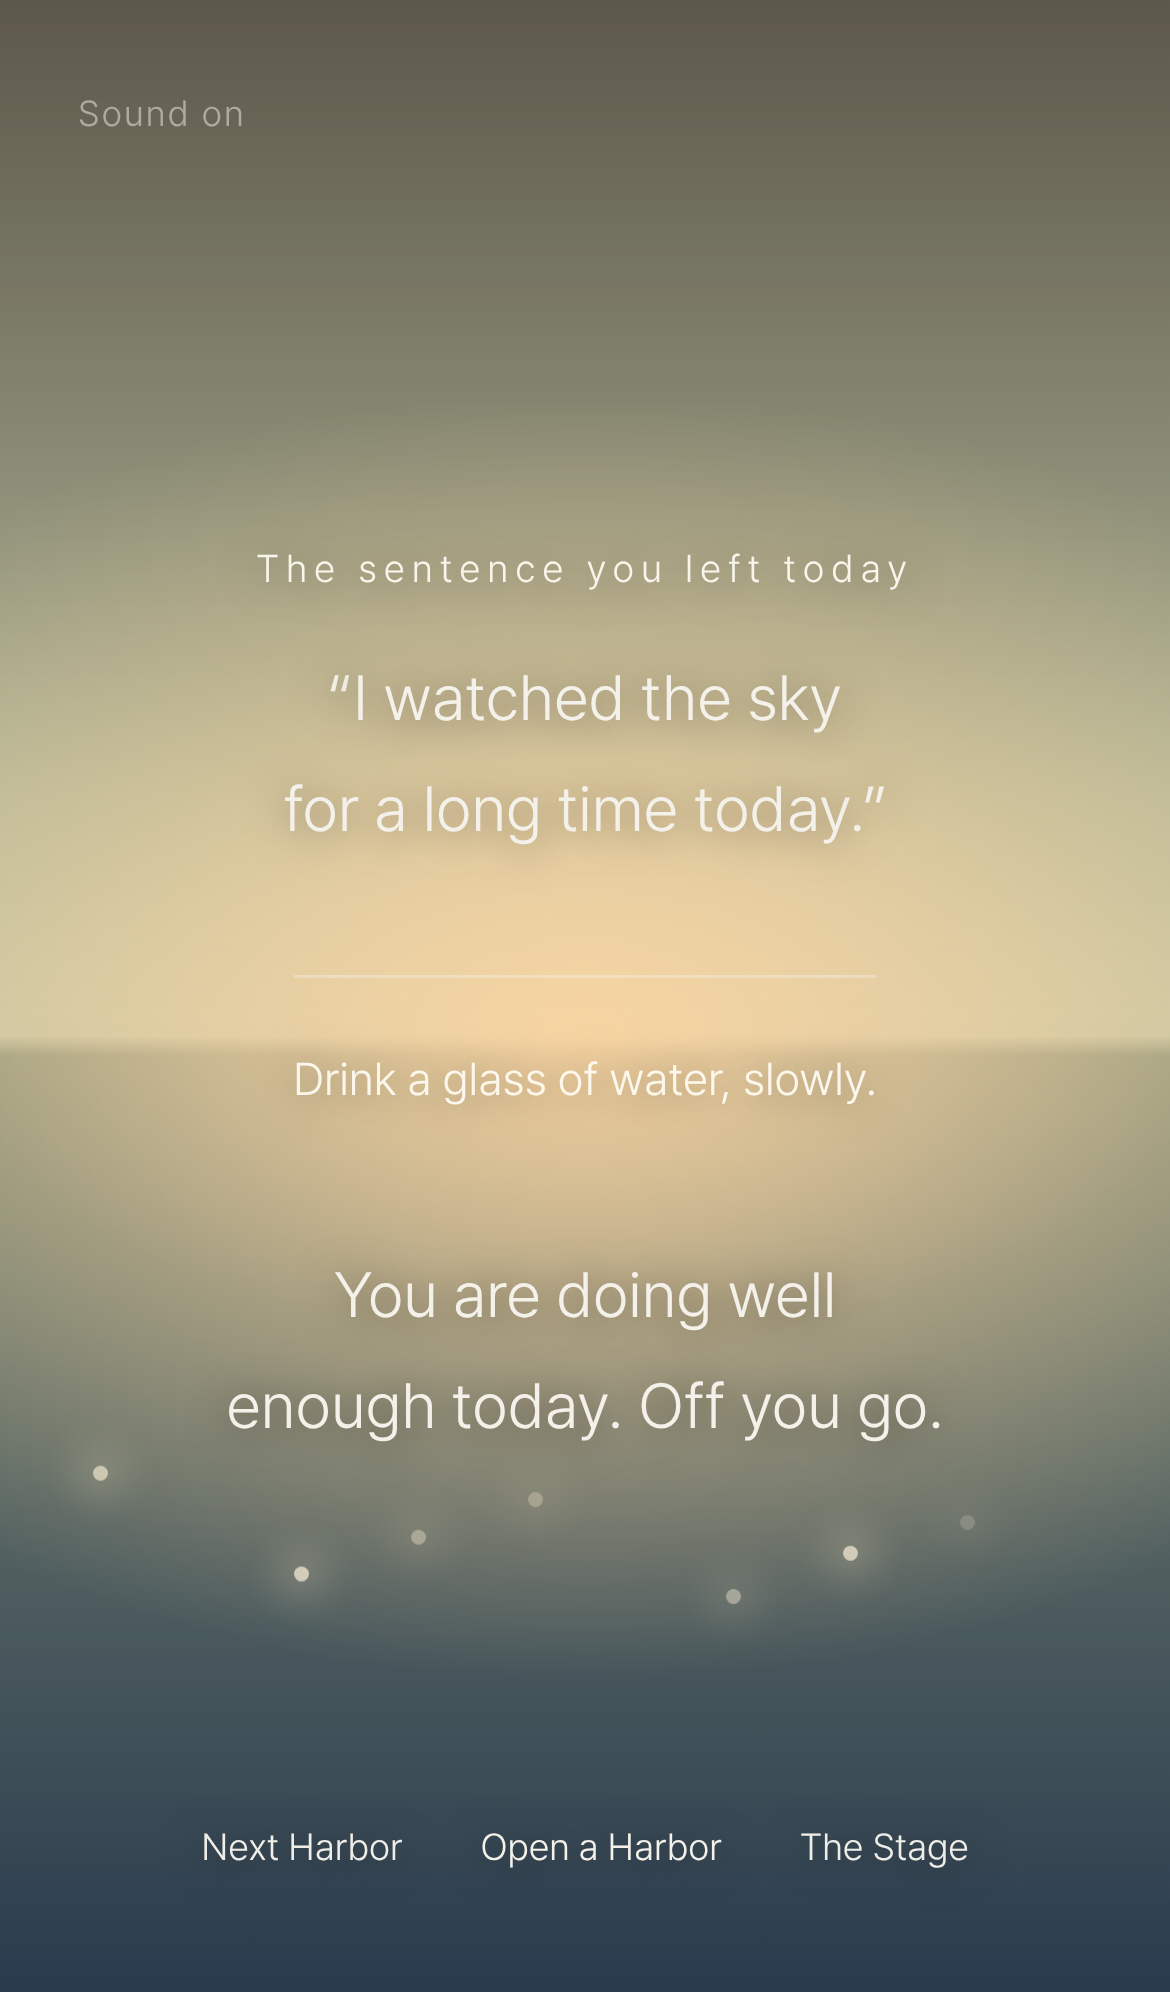 Sound on
The sentence you left today
“I watched the sky
for a long time today.”
Drink a glass of water, slowly.
You are doing well
enough today. Off you go.
Next Harbor Open a Harbor The Stage